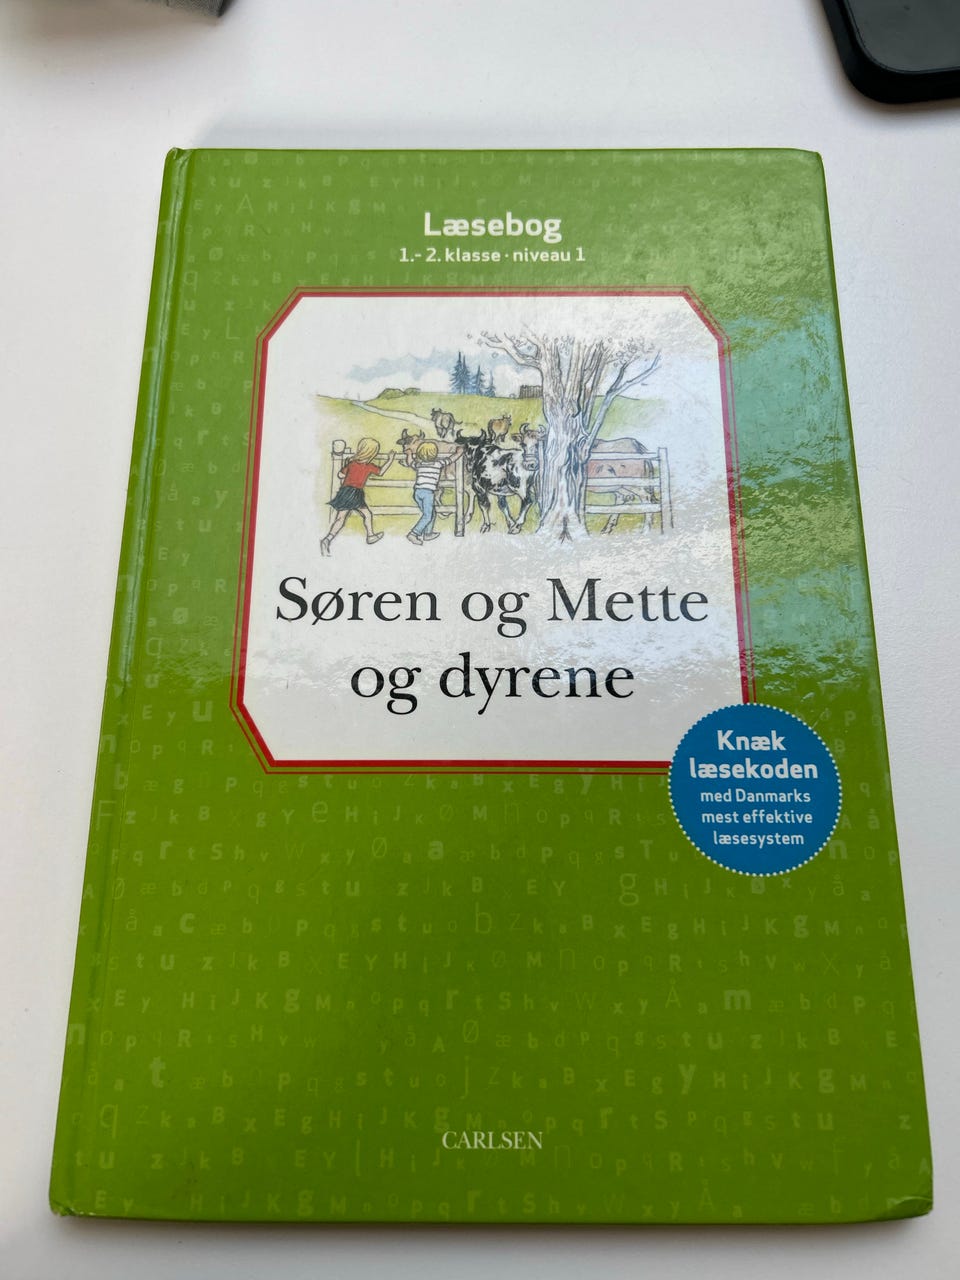 Læsebog
1.- 2. klasse · niveau 1
Søren og Mette
og dyrene
Knæk
læsekoden
med Danmarks
mest effektive
læsesystem
CARLSEN